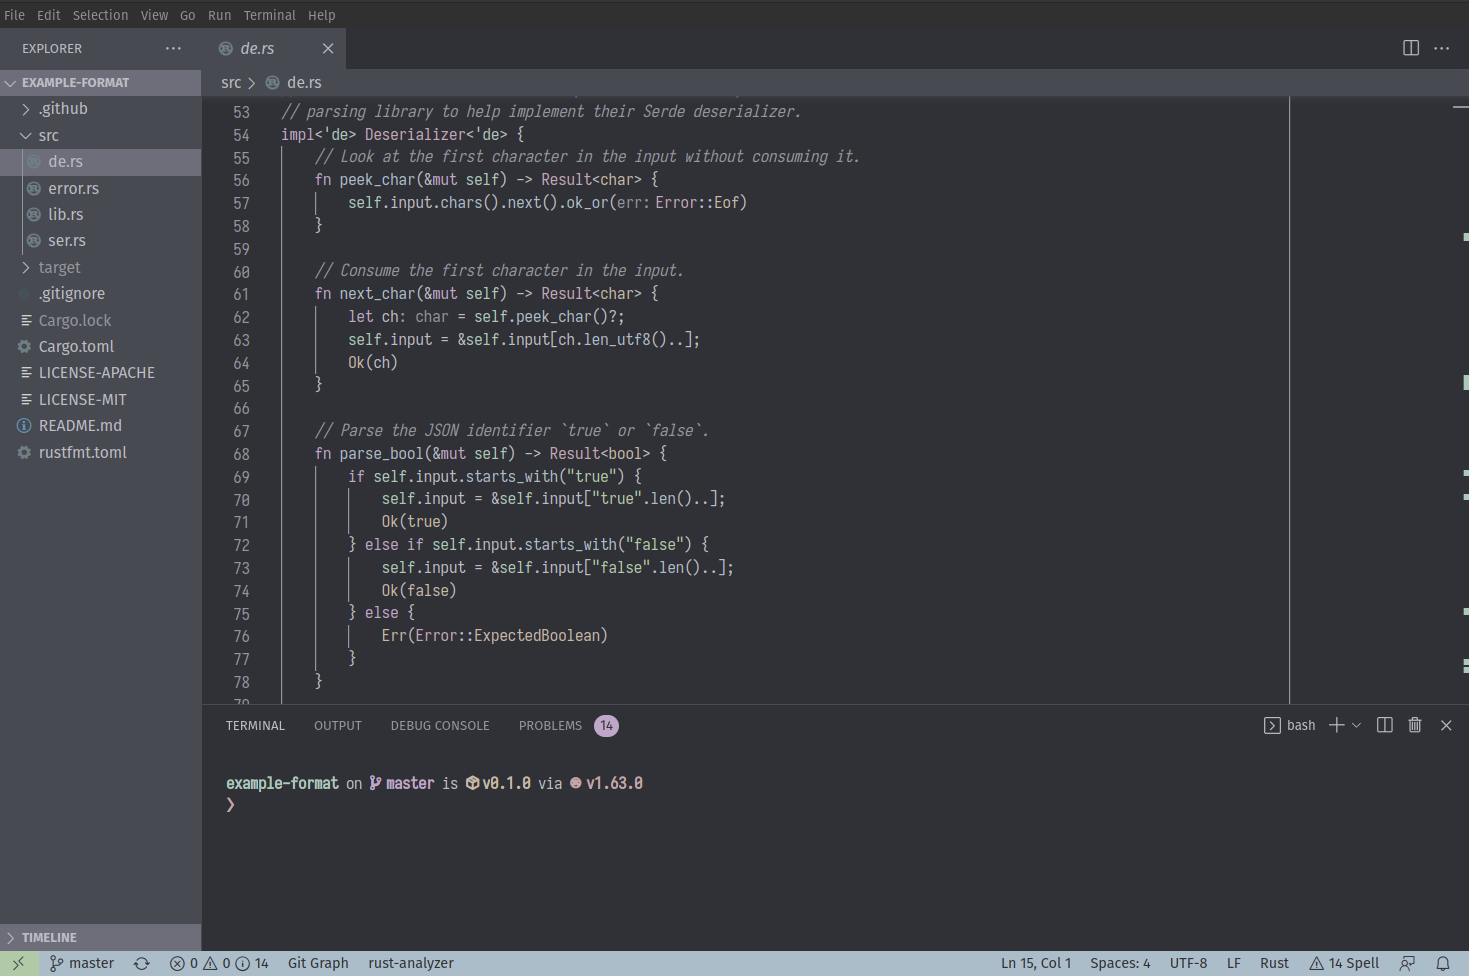 File Edit Selection View Go Run Terminal Help
EXPLORER
de.rs
EXAMPLE-FORMAT
.github
src
de.rs
error.rs
lib.rs
ser.rs
target
.gitignore
Cargo.lock
Cargo.toml
LICENSE-APACHE
LICENSE-MIT
README.md
rustfmt.toml
TIMELINE
src > de.rs
53 // parsing library to help implement their Serde deserializer.
54 impl<'de> Deserializer<'de> {
55 // Look at the first character in the input without consuming it.
56 fn peek_char(&mut self) -> Result<char> {
57 self.input.chars().next().ok_or(err: Error::Eof)
58 }
59
60 // Consume the first character in the input.
61 fn next_char(&mut self) -> Result<char> {
62 let ch: char = self.peek_char()?;
63 self.input = &self.input[ch.len_utf8()..];
64 Ok(ch)
65 }
66
67 // Parse the JSON identifier `true` or `false`.
68 fn parse_bool(&mut self) -> Result<bool> {
69 if self.input.starts_with("true") {
70 self.input = &self.input["true".len()..];
71 Ok(true)
72 } else if self.input.starts_with("false") {
73 self.input = &self.input["false".len()..];
74 Ok(false)
75 } else {
76 Err(Error::ExpectedBoolean)
77 }
78 }
TERMINAL OUTPUT DEBUG CONSOLE PROBLEMS 14 bash
example-format on master is v0.1.0 via v1.63.0
❯
master 0 0 14 Git Graph rust-analyzer Ln 15, Col 1 Spaces: 4 UTF-8 LF Rust 14 Spell